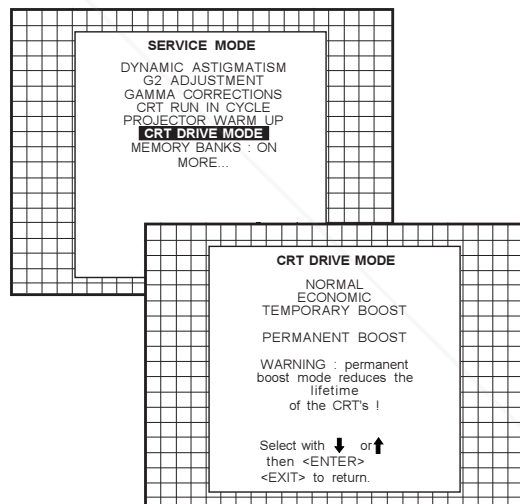 SERVICE MODE
DYNAMIC ASTIGMATISM
G2 ADJUSTMENT
GAMMA CORRECTIONS
CRT RUN IN CYCLE
PROJECTOR WARM UP
CRT DRIVE MODE
MEMORY BANKS : ON
MORE...
CRT DRIVE MODE
NORMAL
ECONOMIC
TEMPORARY BOOST
PERMANENT BOOST
WARNING : permanent
boost mode reduces the
lifetime
of the CRT's !
Select with ⬇ or ⬆
then <ENTER>
<EXIT> to return.